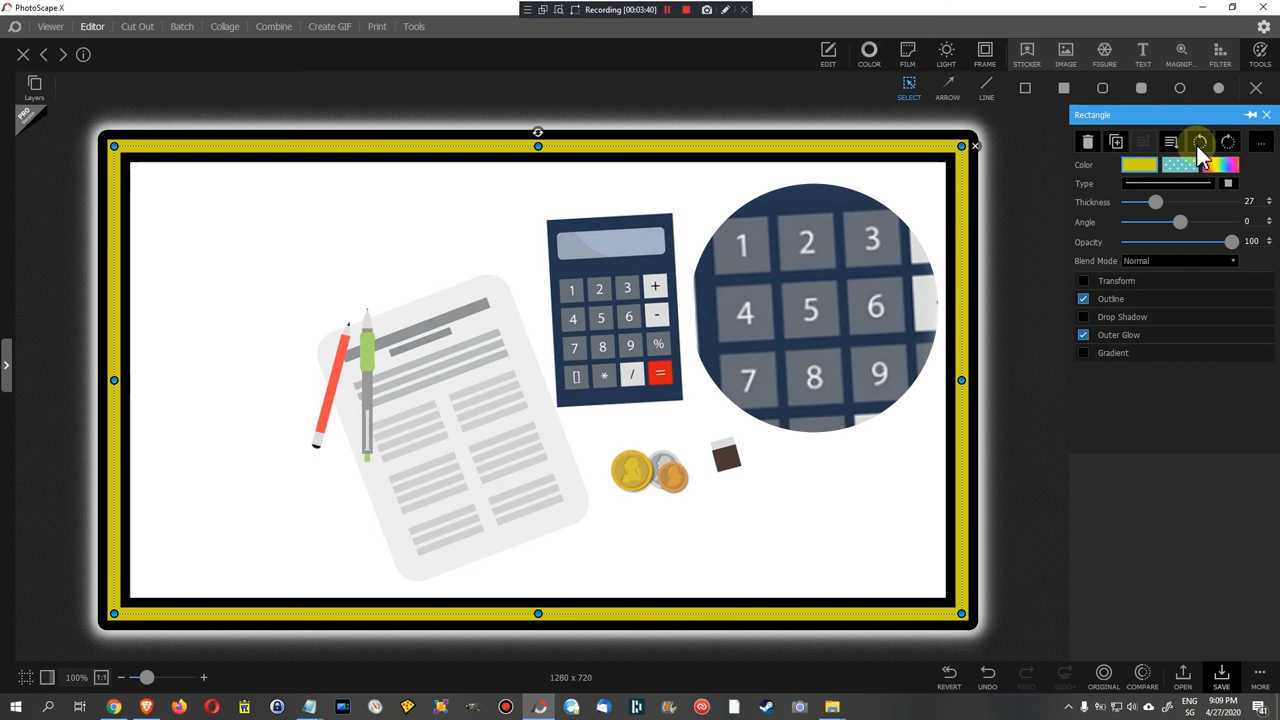 PhotoScape X
Recording [00:03:40]
Viewer Editor Cut Out Batch Collage Combine Create GIF Print Tools
EDIT COLOR FILM LIGHT FRAME STICKER IMAGE FIGURE TEXT MAGNIF... FILTER TOOLS
Layers
SELECT ARROW LINE
PRO
Rectangle
...
Color
Type
Thickness 27
Angle 0
Opacity 100
Blend Mode Normal
Transform
Outline
Drop Shadow
Outer Glow
Gradient
1 2 3 +
4 5 6 -
7 8 9 %
[] * / =
1 2 3
4 5 6
7 8 9
100% 1:1 1280 x 720
REVERT UNDO REDO REDO+ ORIGINAL COMPARE OPEN SAVE MORE
ENG 9:09 PM
SG 4/27/2020